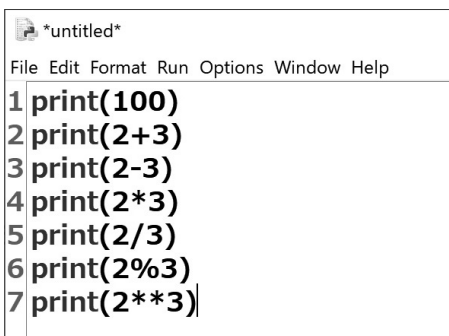 *untitled*
File Edit Format Run Options Window Help
1 print(100)
2 print(2+3)
3 print(2-3)
4 print(2*3)
5 print(2/3)
6 print(2%3)
7 print(2**3)